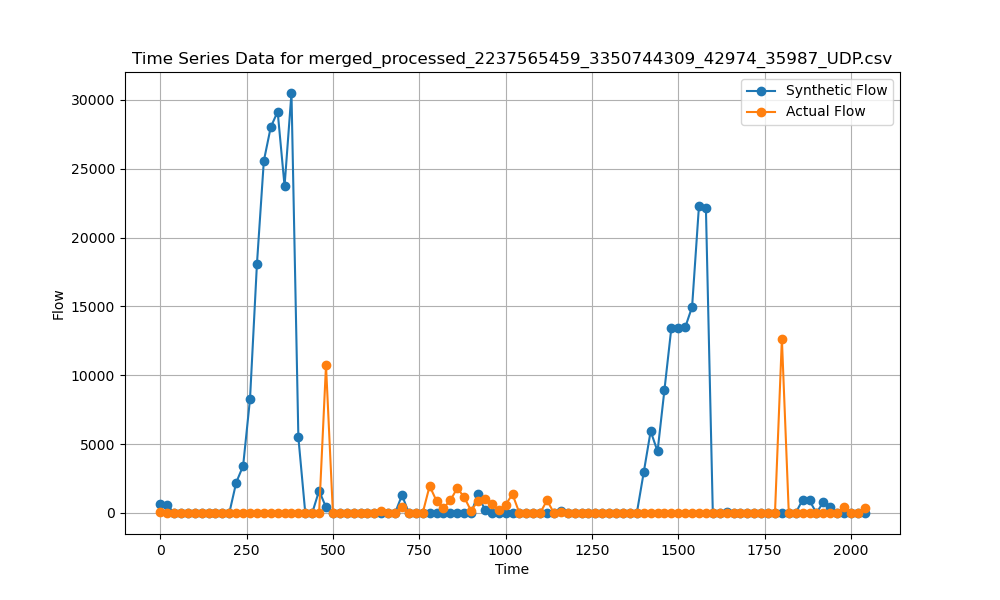 Time Series Data for merged_processed_2237565459_3350744309_42974_35987_UDP.csv
Synthetic Flow
Actual Flow
30000
25000
20000
15000
10000
5000
0
Flow
0 250 500 750 1000 1250 1500 1750 2000
Time